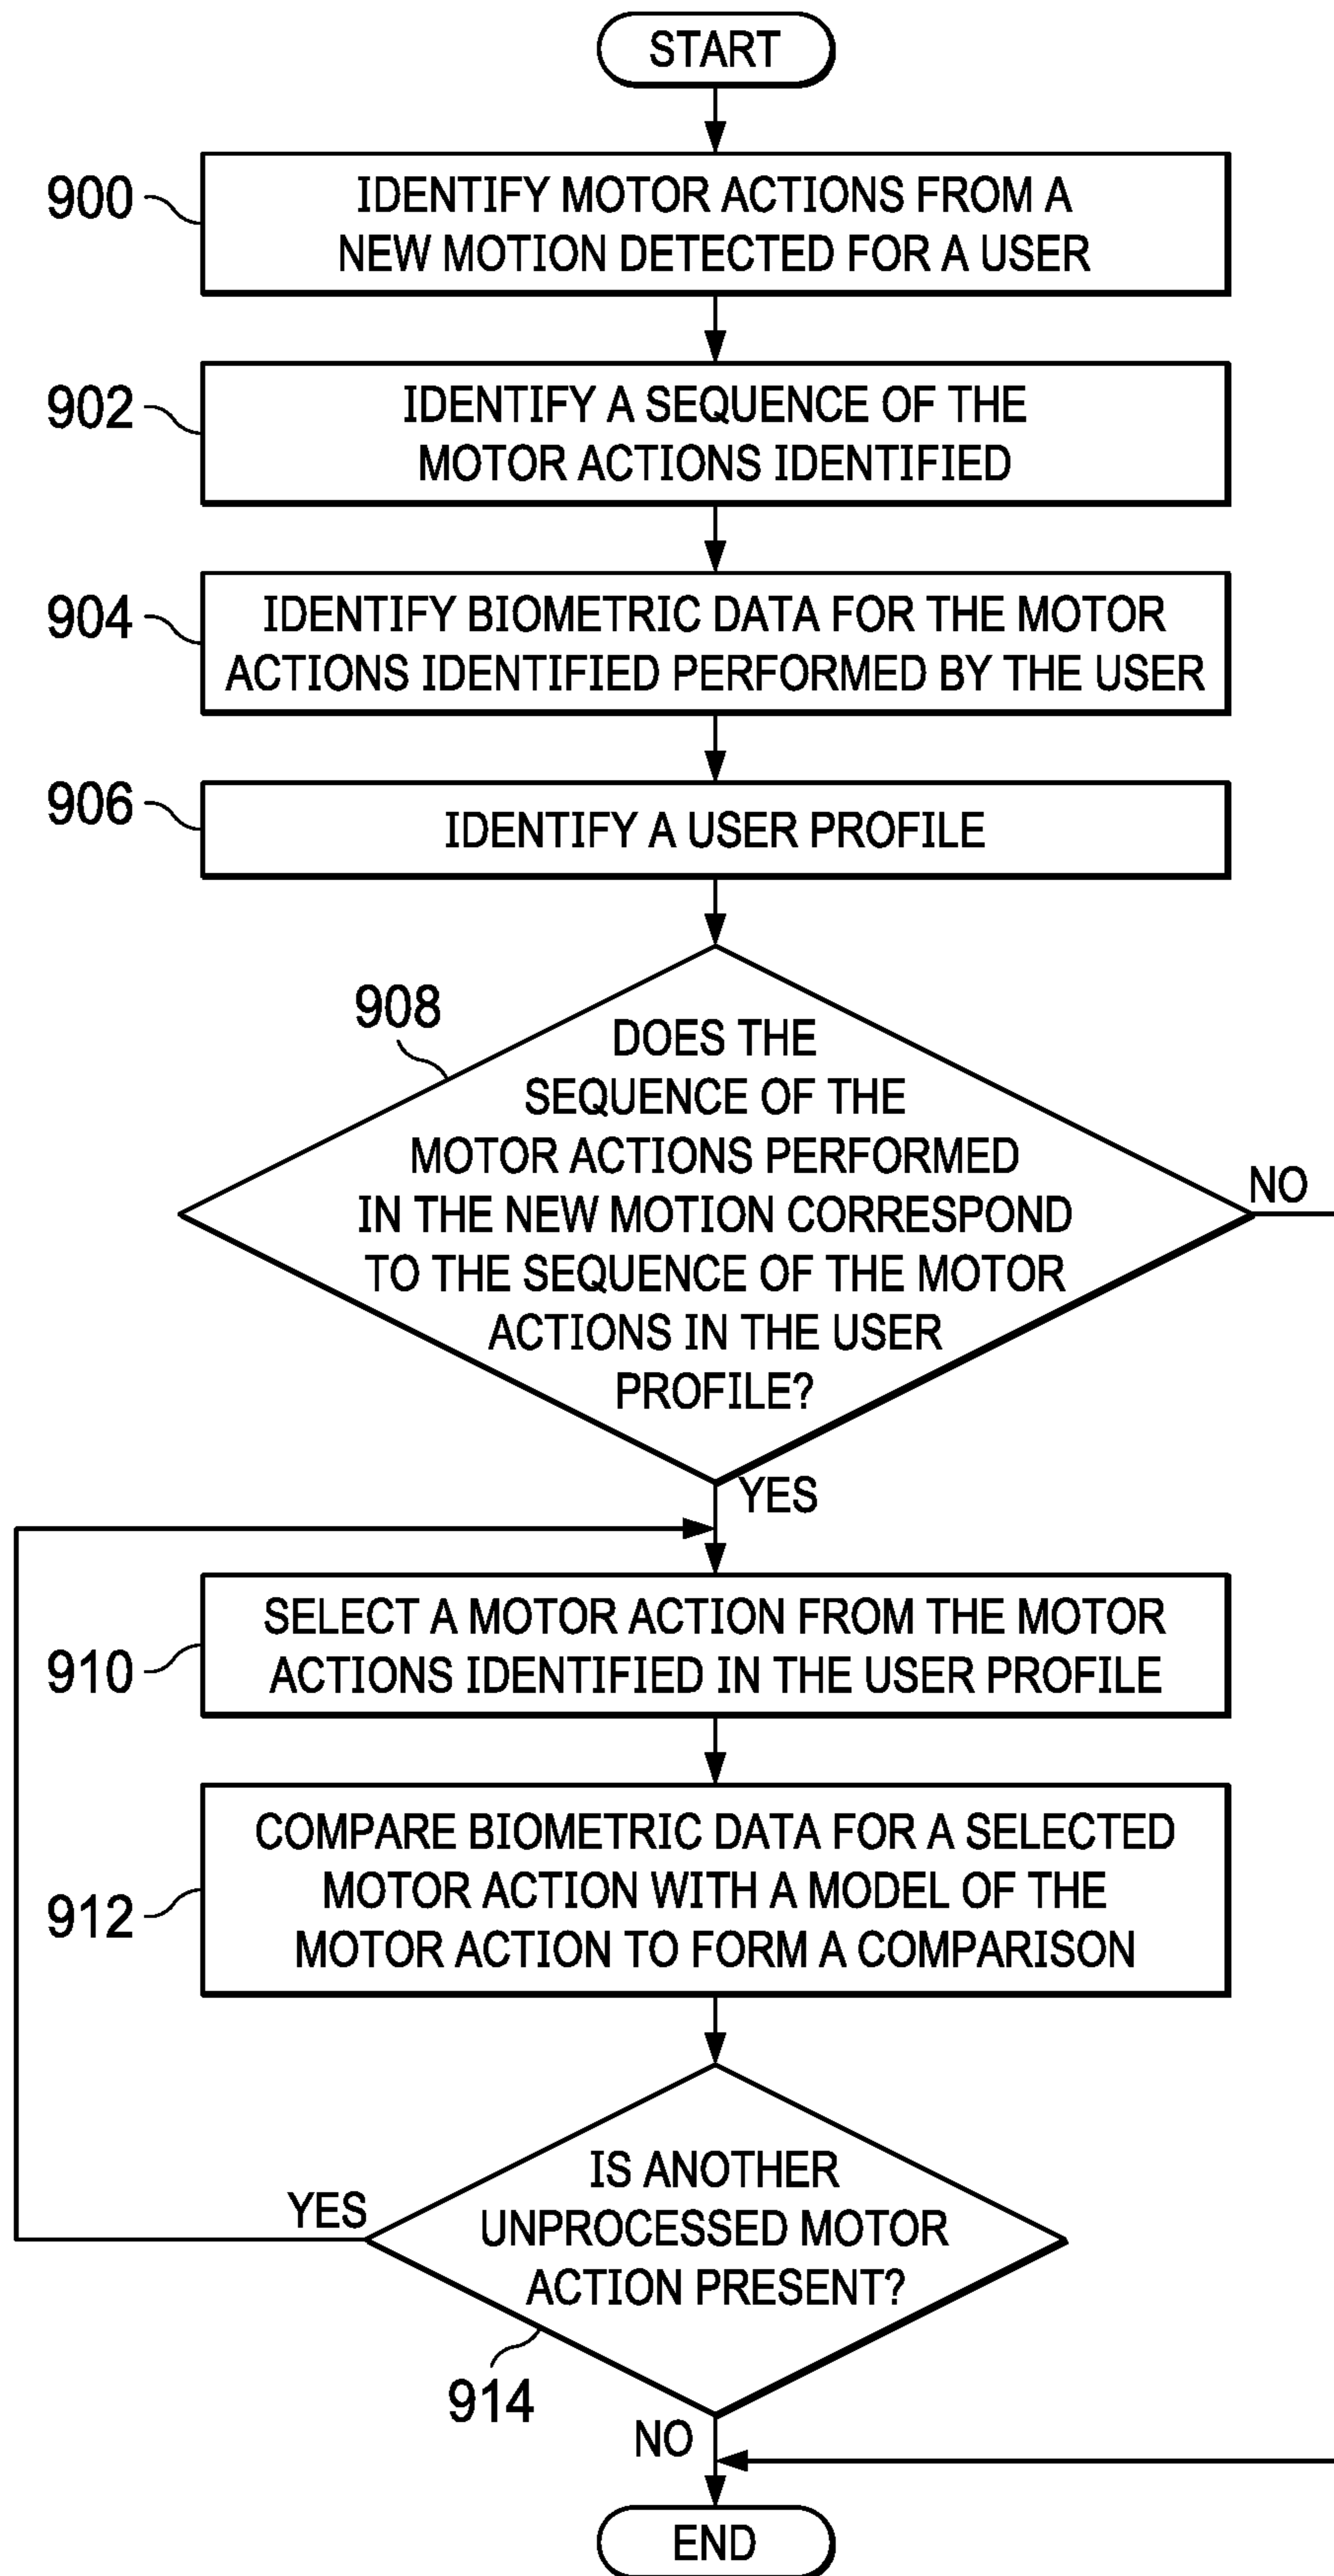 START
900
IDENTIFY MOTOR ACTIONS FROM A
NEW MOTION DETECTED FOR A USER
902
IDENTIFY A SEQUENCE OF THE
MOTOR ACTIONS IDENTIFIED
904
IDENTIFY BIOMETRIC DATA FOR THE MOTOR
ACTIONS IDENTIFIED PERFORMED BY THE USER
906
IDENTIFY A USER PROFILE
908
DOES THE
SEQUENCE OF THE
MOTOR ACTIONS PERFORMED
IN THE NEW MOTION CORRESPOND
TO THE SEQUENCE OF THE MOTOR
ACTIONS IN THE USER
PROFILE?
NO
YES
910
SELECT A MOTOR ACTION FROM THE MOTOR
ACTIONS IDENTIFIED IN THE USER PROFILE
912
COMPARE BIOMETRIC DATA FOR A SELECTED
MOTOR ACTION WITH A MODEL OF THE
MOTOR ACTION TO FORM A COMPARISON
IS ANOTHER
UNPROCESSED MOTOR
ACTION PRESENT?
YES
914
NO
END